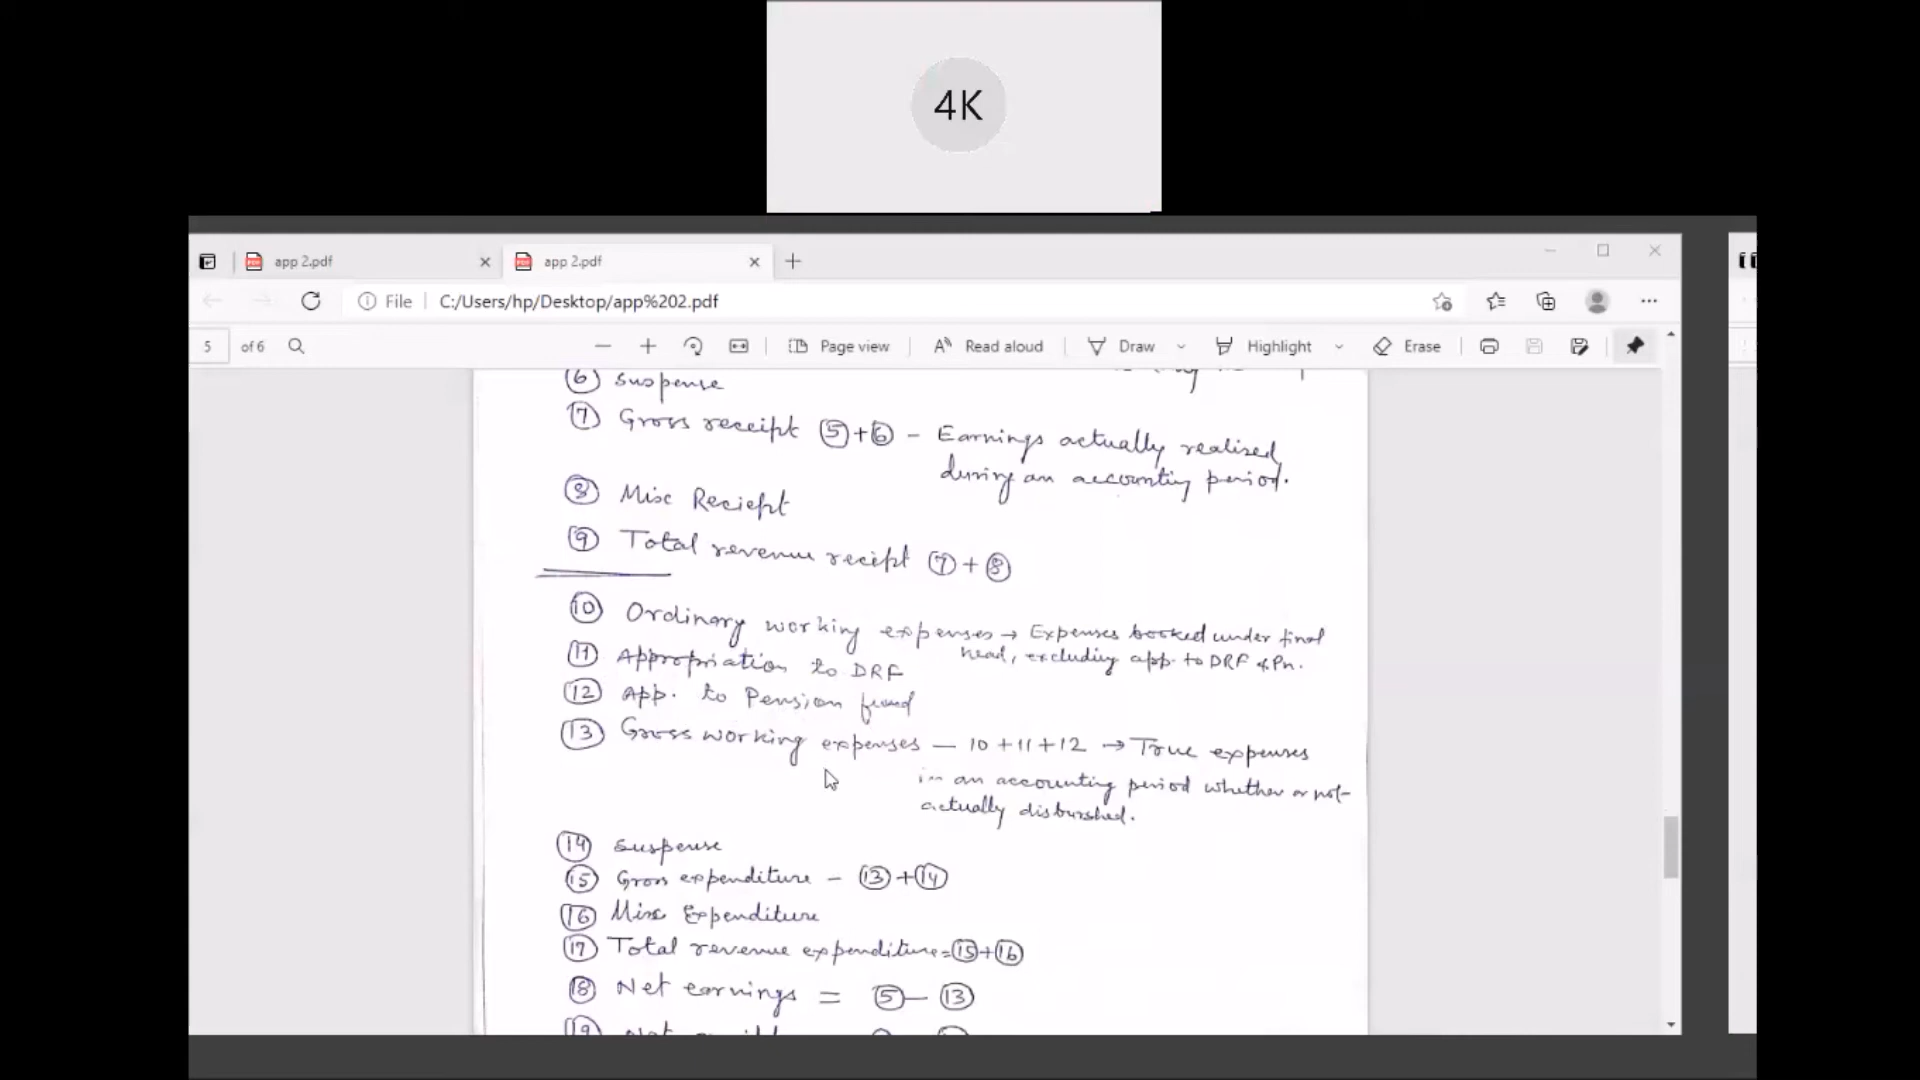 4K
app 2.pdf
app 2.pdf
File
C:/Users/hp/Desktop/app%202.pdf
5 of 6
Page view
Read aloud
Draw
Highlight
Erase
6 Suspense
7 Gross receipt 5+6 - Earnings actually realised
during an accounting period.
8 Misc Reciept
9 Total revenue reciept 7+8
10 Ordinary working expenses → Expenses booked under final
head, excluding app. to DRF & Pn.
11 Appropriation to DRF
12 App. to Pension fund
13 Gross working expenses — 10+11+12 → True expenses
in an accounting period whether or not
actually disburshed.
14 Suspense
15 Gross expenditure - 13+14
16 Misc Expenditure
17 Total revenue expenditure = 15+16
18 Net earnings = 5 — 13
19 Net